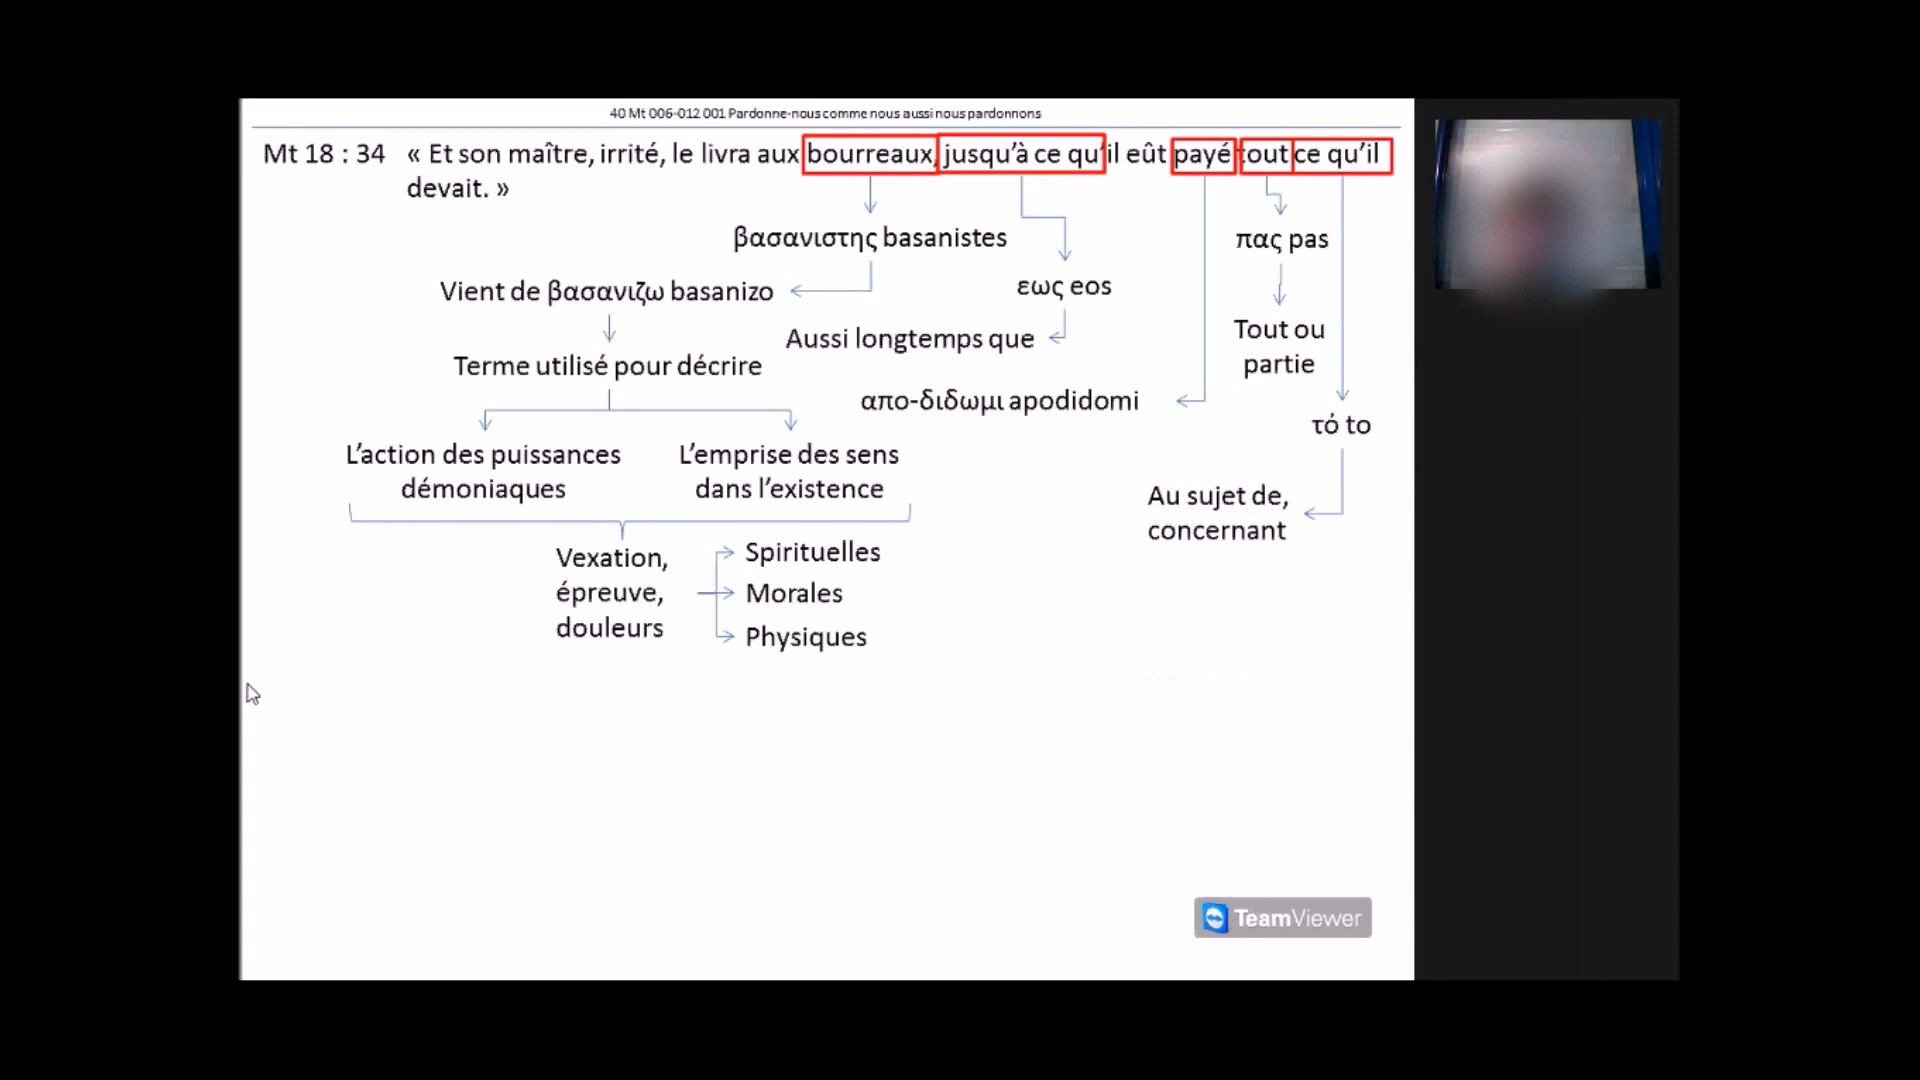 40 Mt 006-012 001 Pardonne-nous comme nous aussi nous pardonnons
Mt 18 : 34 « Et son maître, irrité, le livra aux bourreaux, jusqu’à ce qu’il eût payé tout ce qu’il
devait. »
βασανιστης basanistes
πας pas
Vient de βασανιζω basanizo
εως eos
Aussi longtemps que
Tout ou
partie
Terme utilisé pour décrire
απο-διδωμι apodidomi
τό to
L’action des puissances
démoniaques
L’emprise des sens
dans l’existence
Au sujet de,
concernant
Vexation,
épreuve,
douleurs
Spirituelles
Morales
Physiques
TeamViewer